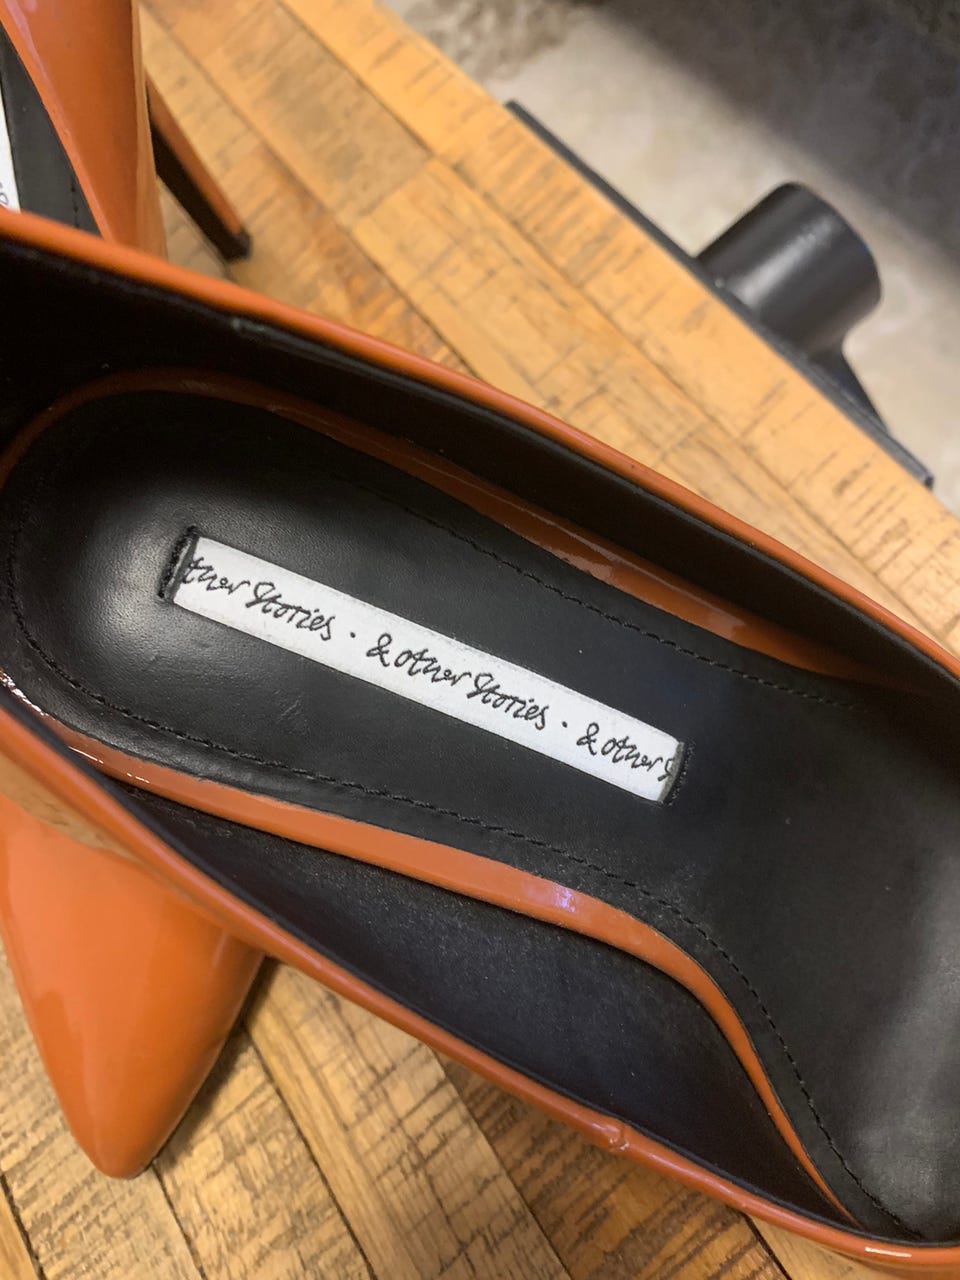 ther Stories · & Other Stories · & Other S